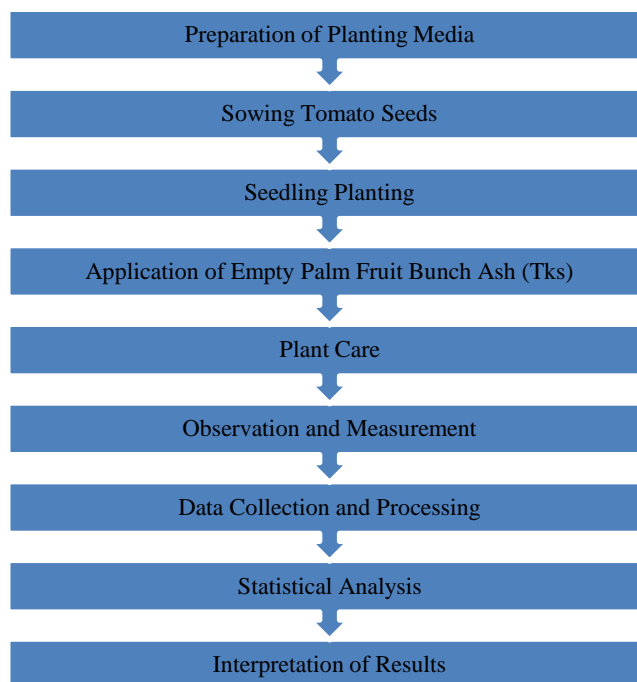 Preparation of Planting Media
Sowing Tomato Seeds
Seedling Planting
Application of Empty Palm Fruit Bunch Ash (Tks)
Plant Care
Observation and Measurement
Data Collection and Processing
Statistical Analysis
Interpretation of Results